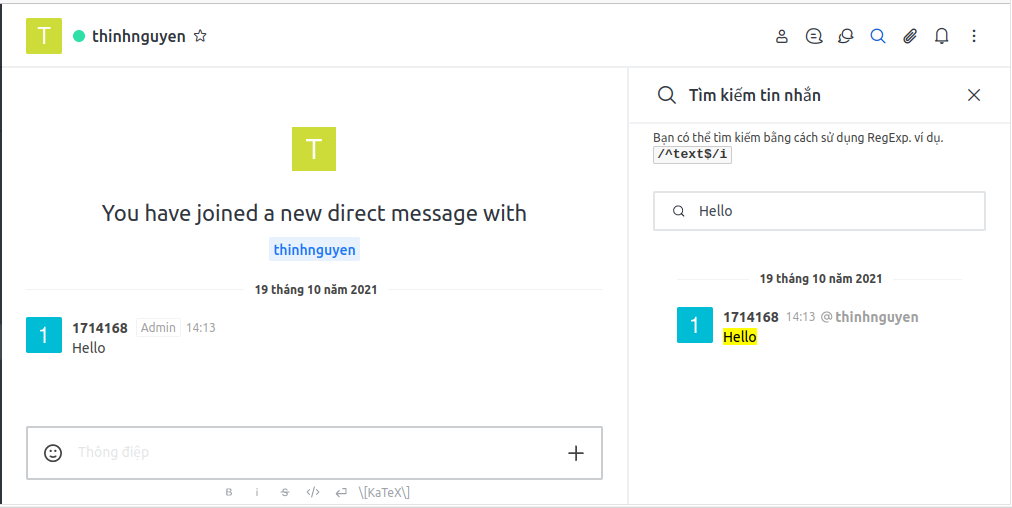 T thinhnguyen
T
You have joined a new direct message with
thinhnguyen
19 tháng 10 năm 2021
1 1714168 Admin 14:13
Hello
Thông điệp
B i S </> \[KaTeX\]
Tìm kiếm tin nhắn
Bạn có thể tìm kiếm bằng cách sử dụng RegExp. ví dụ.
/^text$/i
Hello
19 tháng 10 năm 2021
1 1714168 14:13 @ thinhnguyen
Hello